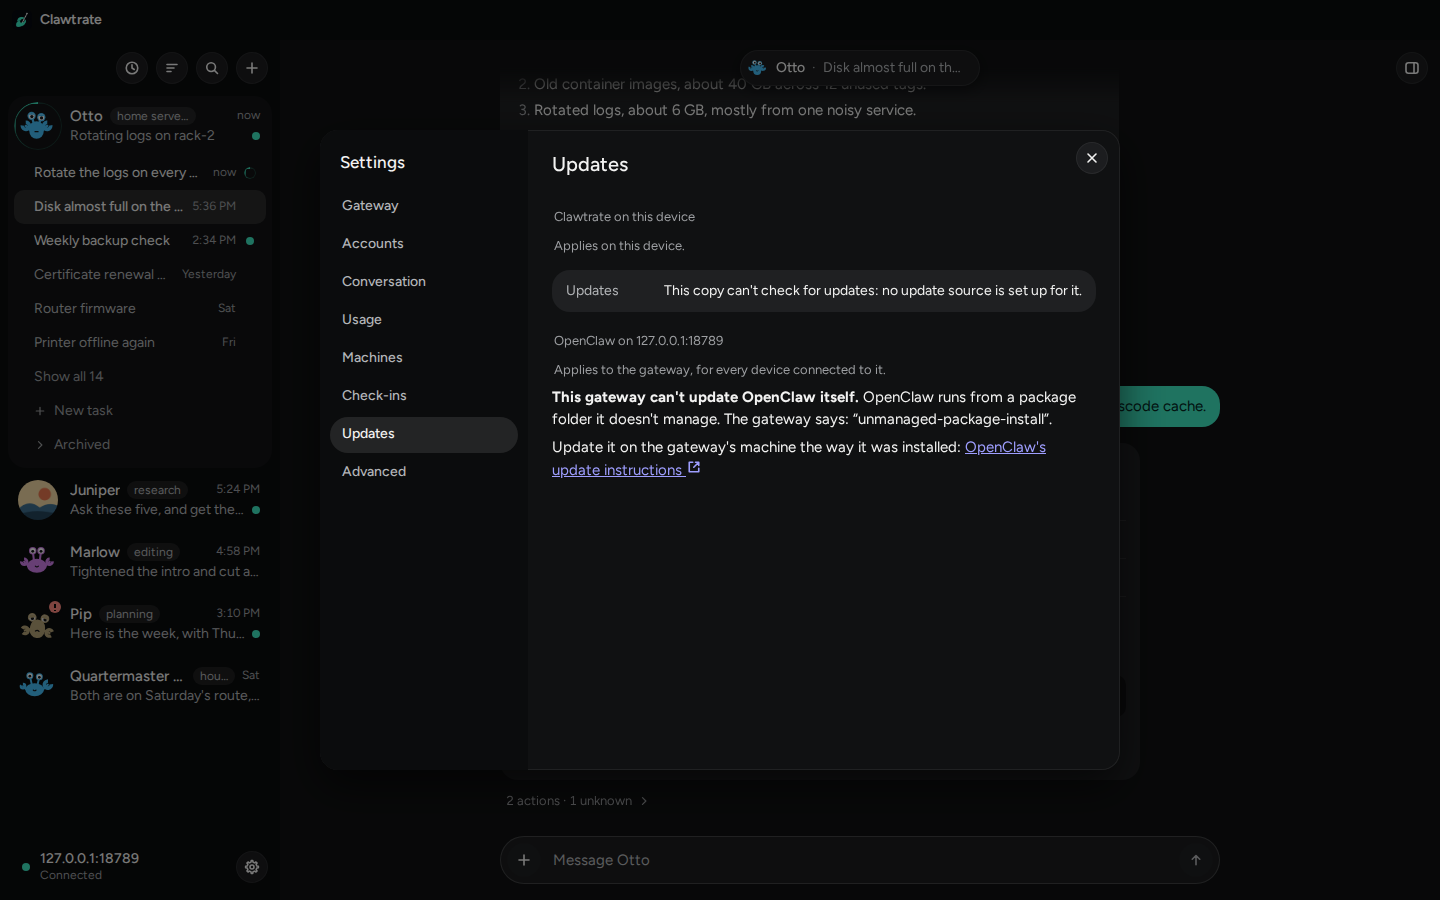 Clawtrate
Otto home serve... now
Rotating logs on rack-2
Rotate the logs on every ... now
Disk almost full on the ... 5:36 PM
Weekly backup check 2:34 PM
Certificate renewal ... Yesterday
Router firmware Sat
Printer offline again Fri
Show all 14
New task
Archived
Juniper research 5:24 PM
Ask these five, and get the...
Marlow editing 4:58 PM
Tightened the intro and cut a...
Pip planning 3:10 PM
Here is the week, with Thu...
Quartermaster ... hou... Sat
Both are on Saturday's route,...
127.0.0.1:18789
Connected
Otto · Disk almost full on th...
2. Old container images, about 40 GB across 12 unused tags.
3. Rotated logs, about 6 GB, mostly from one noisy service.
Settings
Gateway
Accounts
Conversation
Usage
Machines
Check-ins
Updates
Advanced
Updates
Clawtrate on this device
Applies on this device.
Updates This copy can't check for updates: no update source is set up for it.
OpenClaw on 127.0.0.1:18789
Applies to the gateway, for every device connected to it.
This gateway can't update OpenClaw itself. OpenClaw runs from a package
folder it doesn't manage. The gateway says: “unmanaged-package-install”.
Update it on the gateway's machine the way it was installed: OpenClaw's
update instructions
scode cache.
2 actions · 1 unknown
Message Otto